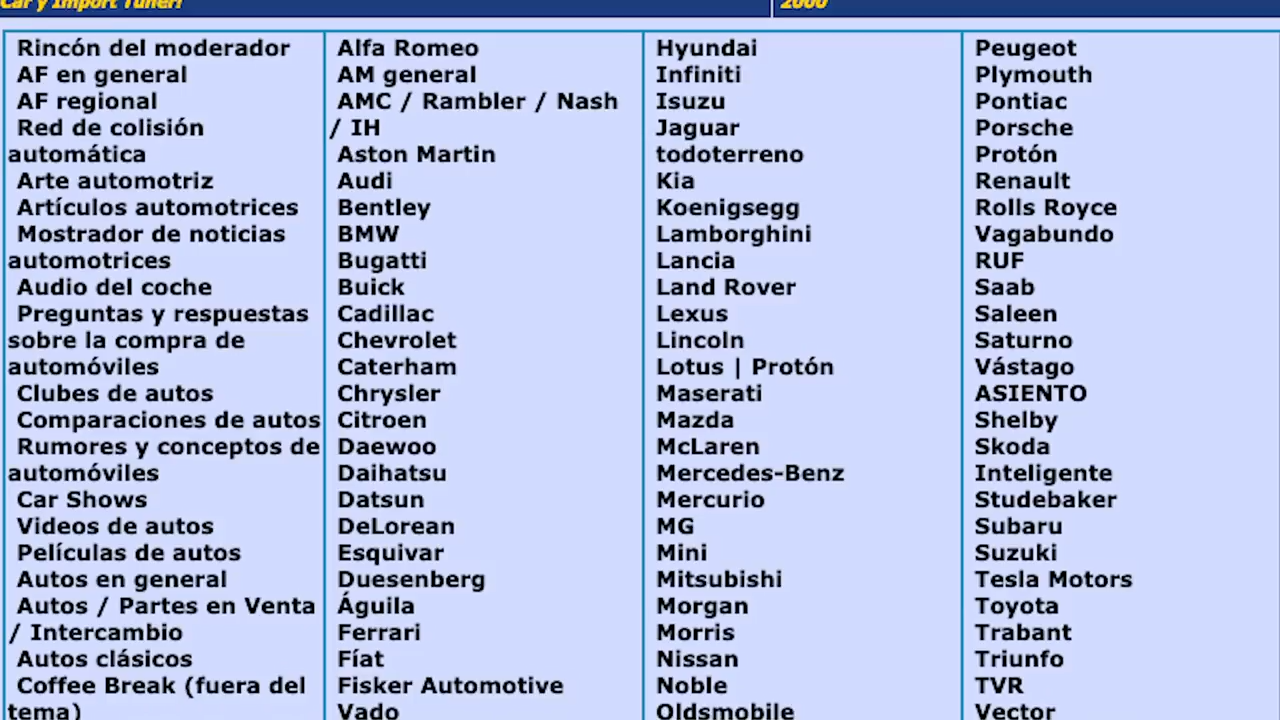 Car y Import Tuner!
2000
Rincón del moderador
AF en general
AF regional
Red de colisión
automática
Arte automotriz
Artículos automotrices
Mostrador de noticias
automotrices
Audio del coche
Preguntas y respuestas
sobre la compra de
automóviles
Clubes de autos
Comparaciones de autos
Rumores y conceptos de
automóviles
Car Shows
Videos de autos
Películas de autos
Autos en general
Autos / Partes en Venta
/ Intercambio
Autos clásicos
Coffee Break (fuera del
tema)
Alfa Romeo
AM general
AMC / Rambler / Nash
/ IH
Aston Martin
Audi
Bentley
BMW
Bugatti
Buick
Cadillac
Chevrolet
Caterham
Chrysler
Citroen
Daewoo
Daihatsu
Datsun
DeLorean
Esquivar
Duesenberg
Águila
Ferrari
Fíat
Fisker Automotive
Vado
Hyundai
Infiniti
Isuzu
Jaguar
todoterreno
Kia
Koenigsegg
Lamborghini
Lancia
Land Rover
Lexus
Lincoln
Lotus | Protón
Maserati
Mazda
McLaren
Mercedes-Benz
Mercurio
MG
Mini
Mitsubishi
Morgan
Morris
Nissan
Noble
Oldsmobile
Peugeot
Plymouth
Pontiac
Porsche
Protón
Renault
Rolls Royce
Vagabundo
RUF
Saab
Saleen
Saturno
Vástago
ASIENTO
Shelby
Skoda
Inteligente
Studebaker
Subaru
Suzuki
Tesla Motors
Toyota
Trabant
Triunfo
TVR
Vector